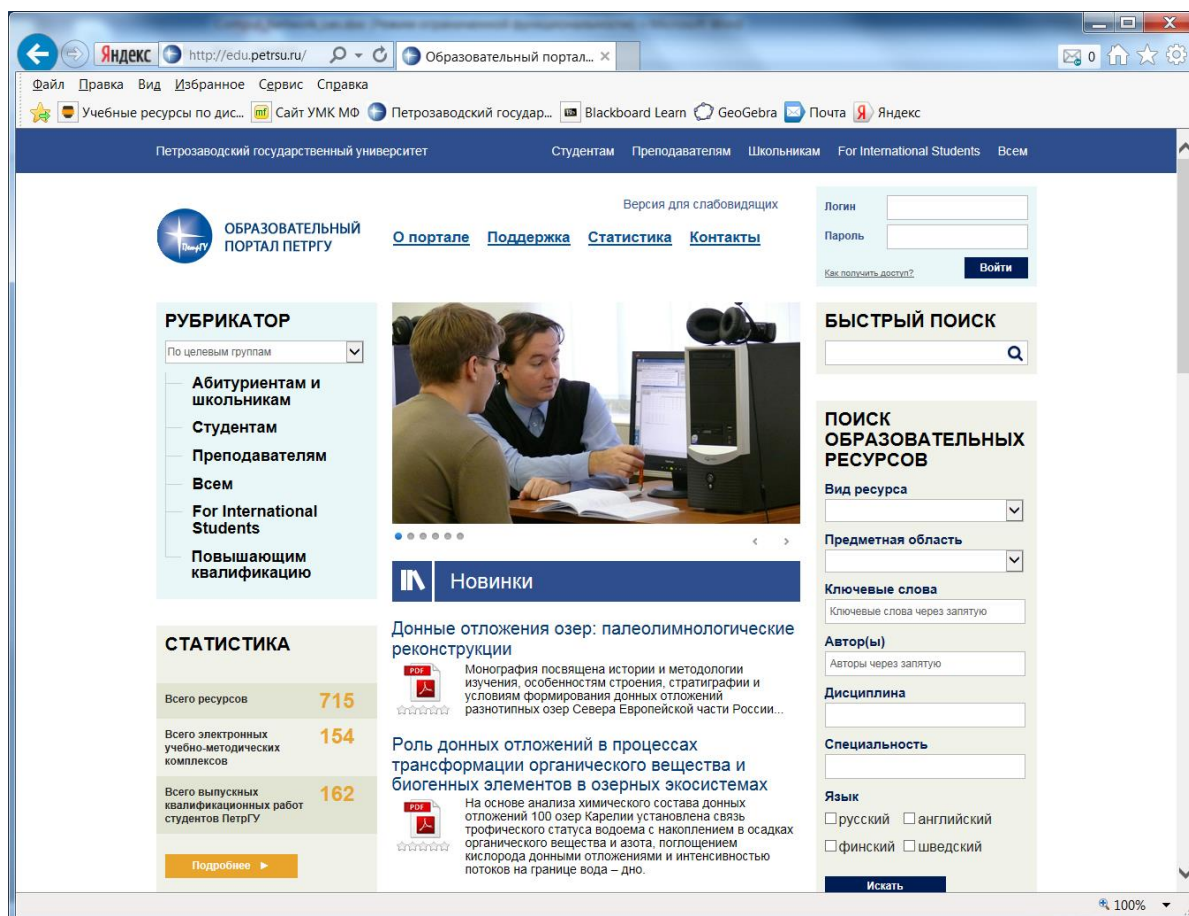 Яндекс http://edu.petrsu.ru/ Образовательный портал... 0
Файл Правка Вид Избранное Сервис Справка
Учебные ресурсы по дис... mf Сайт УМК МФ Петрозаводский государ... Blackboard Learn GeoGebra Почта Я Яндекс
Петрозаводский государственный университет Студентам Преподавателям Школьникам For International Students Всем
Версия для слабовидящих
ПетрГУ
ОБРАЗОВАТЕЛЬНЫЙ
ПОРТАЛ ПЕТРГУ
О портале Поддержка Статистика Контакты
Логин
Пароль
Как получить доступ? Войти
РУБРИКАТОР
По целевым группам
Абитуриентам и
школьникам
Студентам
Преподавателям
Всем
For International
Students
Повышающим
квалификацию
СТАТИСТИКА
Всего ресурсов 715
Всего электронных
учебно-методических
комплексов
154
Всего выпускных
квалификационных работ
студентов ПетрГУ
162
Подробнее
Новинки
Донные отложения озер: палеолимнологические
реконструкции
PDF
Монография посвящена истории и методологии
изучения, особенностям строения, стратиграфии и
условиям формирования донных отложений
разнотипных озер Севера Европейской части России...
Роль донных отложений в процессах
трансформации органического вещества и
биогенных элементов в озерных экосистемах
PDF
На основе анализа химического состава донных
отложений 100 озер Карелии установлена связь
трофического статуса водоема с накоплением в осадках
органического вещества и азота, поглощением
кислорода донными отложениями и интенсивностью
потоков на границе вода – дно.
БЫСТРЫЙ ПОИСК
ПОИСК
ОБРАЗОВАТЕЛЬНЫХ
РЕСУРСОВ
Вид ресурса
Предметная область
Ключевые слова
Ключевые слова через запятую
Автор(ы)
Авторы через запятую
Дисциплина
Специальность
Язык
русский английский
финский шведский
Искать
100%